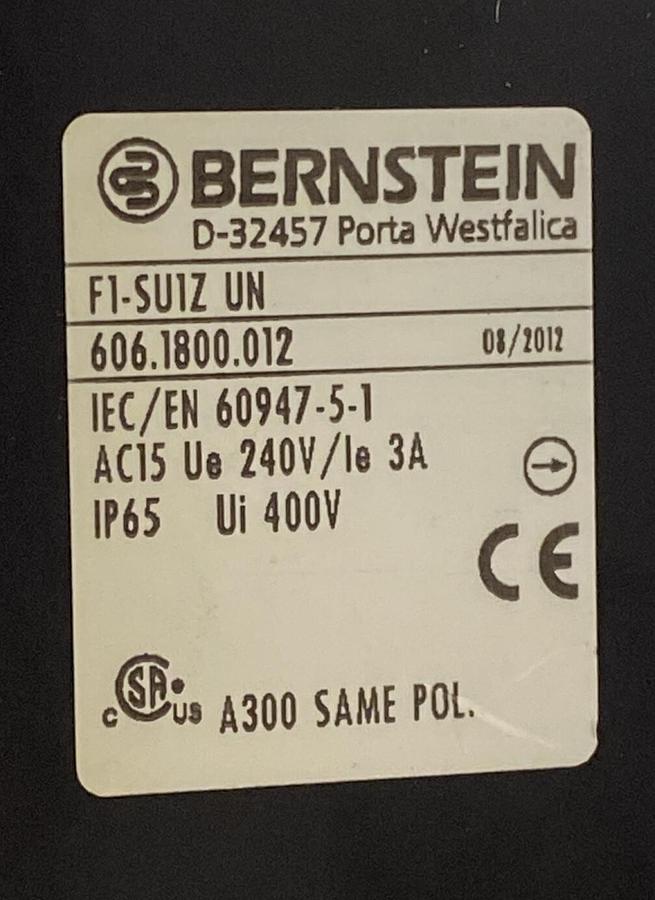 BERNSTEIN
D-32457 Porta Westfalica
F1-SU1Z UN
606.1800.012 08/2012
IEC/EN 60947-5-1
AC15 Ue 240V/Ie 3A
IP65 Ui 400V
CE
C SA US A300 SAME POL.